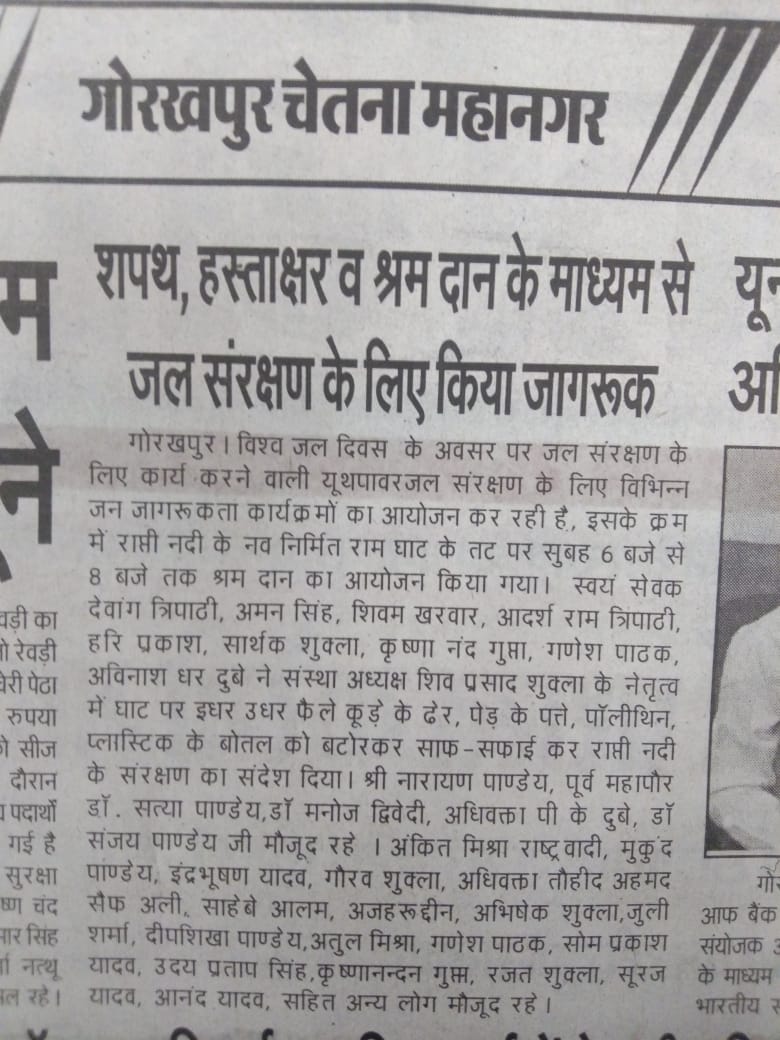 गोरखपुर चेतना महानगर
शपथ, हस्ताक्षर व श्रम दान के माध्यम से
जल संरक्षण के लिए किया जागरूक
गोरखपुर। विश्व जल दिवस के अवसर पर जल संरक्षण के
लिए कार्य करने वाली यूथपावरजल संरक्षण के लिए विभिन्न
जन जागरूकता कार्यक्रमों का आयोजन कर रही है, इसके क्रम
में राप्ती नदी के नव निर्मित राम घाट के तट पर सुबह 6 बजे से
8 बजे तक श्रम दान का आयोजन किया गया। स्वयं सेवक
देवांग त्रिपाठी, अमन सिंह, शिवम खरवार, आदर्श राम त्रिपाठी,
हरि प्रकाश, सार्थक शुक्ला, कृष्णा नंद गुप्ता, गणेश पाठक,
अविनाश धर दुबे ने संस्था अध्यक्ष शिव प्रसाद शुक्ला के नेतृत्व
में घाट पर इधर उधर फैले कूड़े के ढेर, पेड़ के पत्ते, पॉलीथिन,
प्लास्टिक के बोतल को बटोरकर साफ-सफाई कर राप्ती नदी
के संरक्षण का संदेश दिया। श्री नारायण पाण्डेय, पूर्व महापौर
डॉ. सत्या पाण्डेय,डॉ मनोज द्विवेदी, अधिवक्ता पी के दुबे, डॉ
संजय पाण्डेय जी मौजूद रहे । अंकित मिश्रा राष्ट्रवादी, मुकुंद
पाण्डेय, इंद्रभूषण यादव, गौरव शुक्ला, अधिवक्ता तौहीद अहमद
सैफ अली, साहेबे आलम, अजहरूद्दीन, अभिषेक शुक्ला,जुली
शर्मा, दीपशिखा पाण्डेय,अतुल मिश्रा, गणेश पाठक, सोम प्रकाश
यादव, उदय प्रताप सिंह,कृष्णानन्दन गुप्ता, रजत शुक्ला, सूरज
यादव, आनंद यादव, सहित अन्य लोग मौजूद रहे।
का
रेवड़ी
पेठा
रुपया
सीज
दौरान
पदार्थो
गई है
सुरक्षा
चंद
सिंह
नत्थू
रहे।
आफ बैंक
संयोजक
के माध्यम
भारतीय